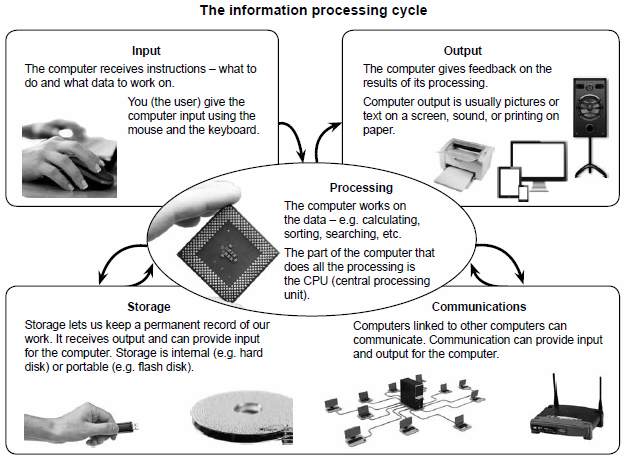 The information processing cycle
Input
The computer receives instructions – what to
do and what data to work on.
You (the user) give the
computer input using the
mouse and the keyboard.
Output
The computer gives feedback on the
results of its processing.
Computer output is usually pictures or
text on a screen, sound, or printing on
paper.
Processing
The computer works on
the data – e.g. calculating,
sorting, searching, etc.
The part of the computer that
does all the processing is
the CPU (central processing
unit).
Storage
Storage lets us keep a permanent record of our
work. It receives output and can provide input
for the computer. Storage is internal (e.g. hard
disk) or portable (e.g. flash disk).
Communications
Computers linked to other computers can
communicate. Communication can provide input
and output for the computer.